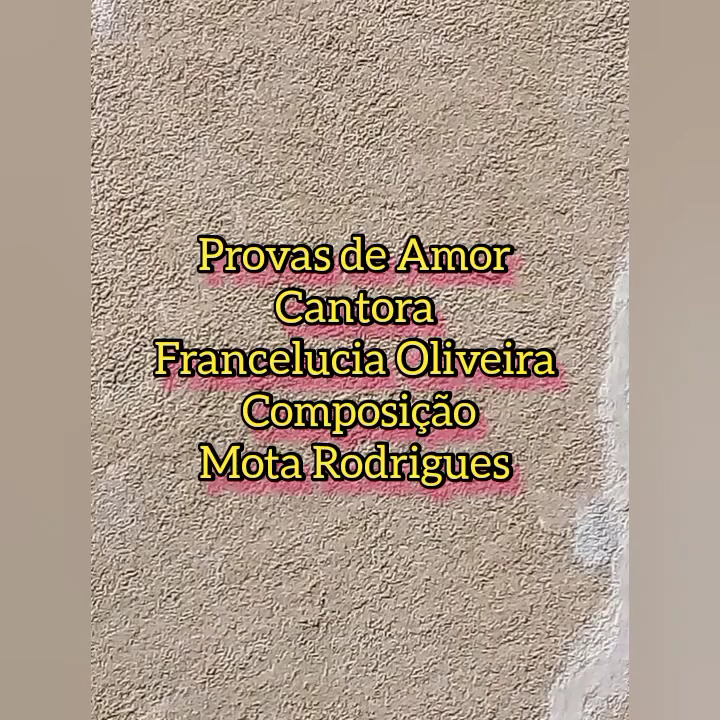 Provas de Amor
Cantora
Francelucia Oliveira
Composição
Mota Rodrigues